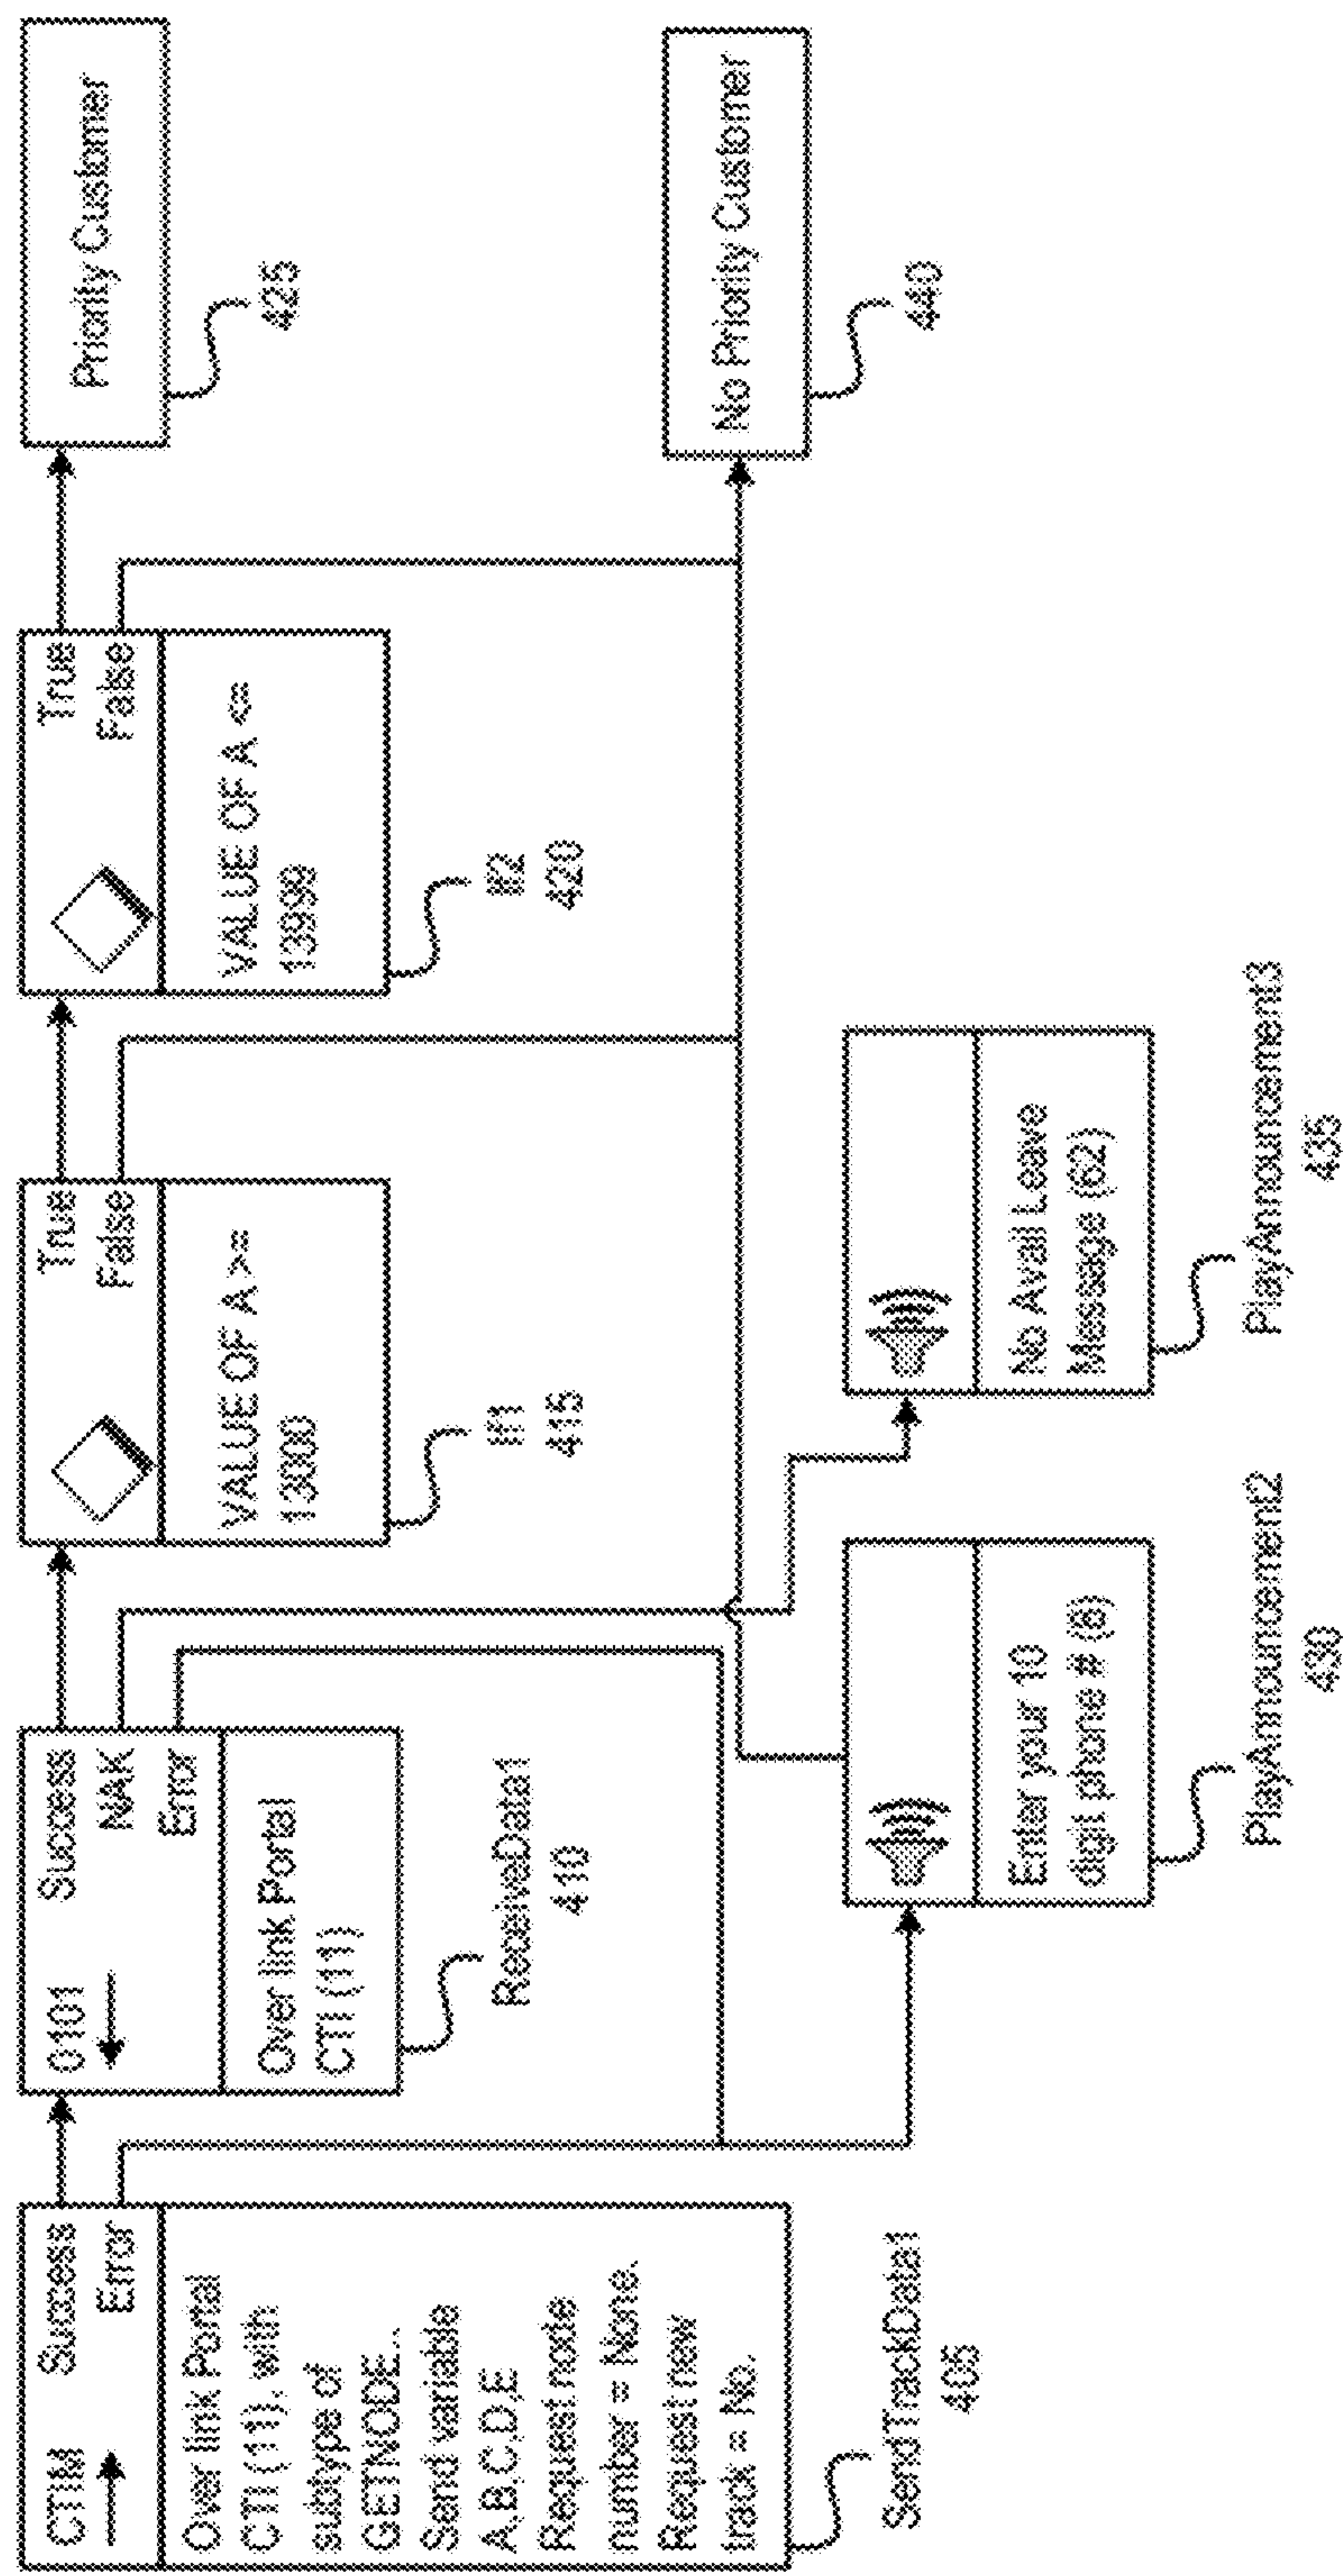 CTIM
Success
Error
Over link Portal
CTI (11), with
subtype of
GETNODE...
Send variable
A,B,C,D,E
Request node
number = None.
Request new
track = No.
SendTrackData1
405
0101
Success
NAK
Error
Over link Portal
CTI (11)
ReceiveData1
410
True
False
VALUE OF A >=
13000
If1
415
True
False
VALUE OF A <=
13999
If2
420
Priority Customer
425
Enter your 10
digit phone # (6)
PlayAnnouncement2
430
No Avail Leave
Message (62)
PlayAnnouncement3
435
No Priority Customer
440